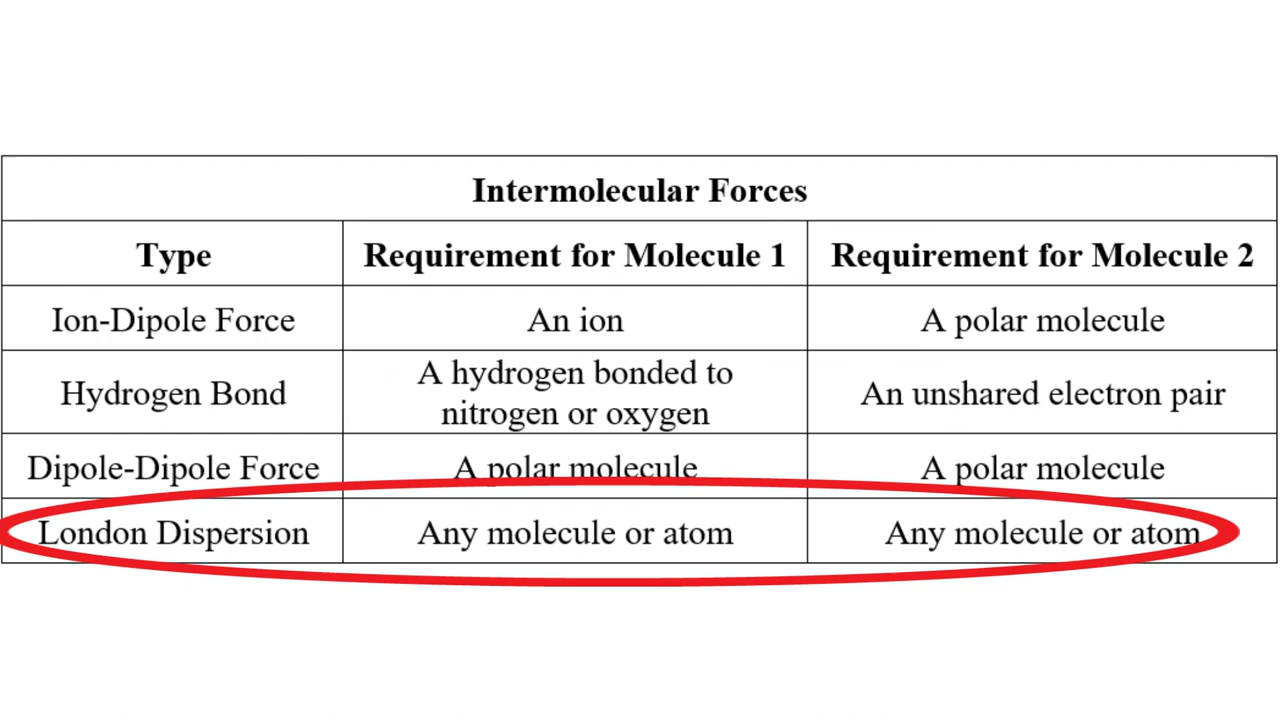 Intermolecular Forces
Type Requirement for Molecule 1 Requirement for Molecule 2
Ion-Dipole Force An ion A polar molecule
Hydrogen Bond A hydrogen bonded to nitrogen or oxygen An unshared electron pair
Dipole-Dipole Force A polar molecule A polar molecule
London Dispersion Any molecule or atom Any molecule or atom